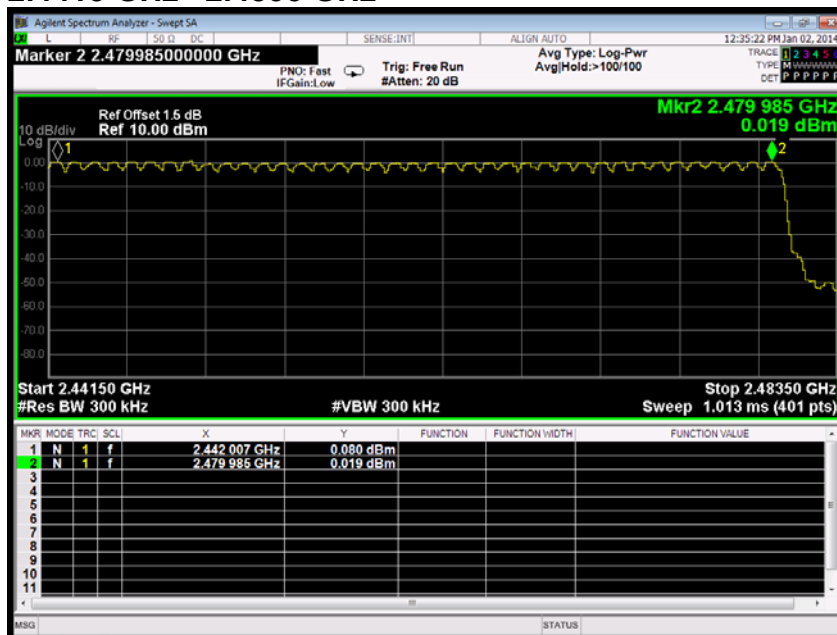 Agilent Spectrum Analyzer - Swept SA
LXI L RF 50 Ω DC SENSE:INT ALIGN AUTO 12:35:22 PM Jan 02, 2014
Marker 2 2.479985000000 GHz
PNO: Fast
IFGain:Low
Trig: Free Run
#Atten: 20 dB
Avg Type: Log-Pwr
Avg|Hold:>100/100
TRACE 1 2 3 4 5 6
TYPE M WWWWW
DET P P P P P P
Ref Offset 1.5 dB
Ref 10.00 dBm
Mkr2 2.479 985 GHz
0.019 dBm
10 dB/div
Log
1
2
0.00
-10.0
-20.0
-30.0
-40.0
-50.0
-60.0
-70.0
-80.0
Start 2.44150 GHz
#Res BW 300 kHz
#VBW 300 kHz
Stop 2.48350 GHz
Sweep 1.013 ms (401 pts)
MKR MODE TRC SCL X Y FUNCTION FUNCTION WIDTH FUNCTION VALUE
1 N 1 f 2.442 007 GHz 0.080 dBm
2 N 1 f 2.479 985 GHz 0.019 dBm
3
4
5
6
7
8
9
10
11
MSG STATUS